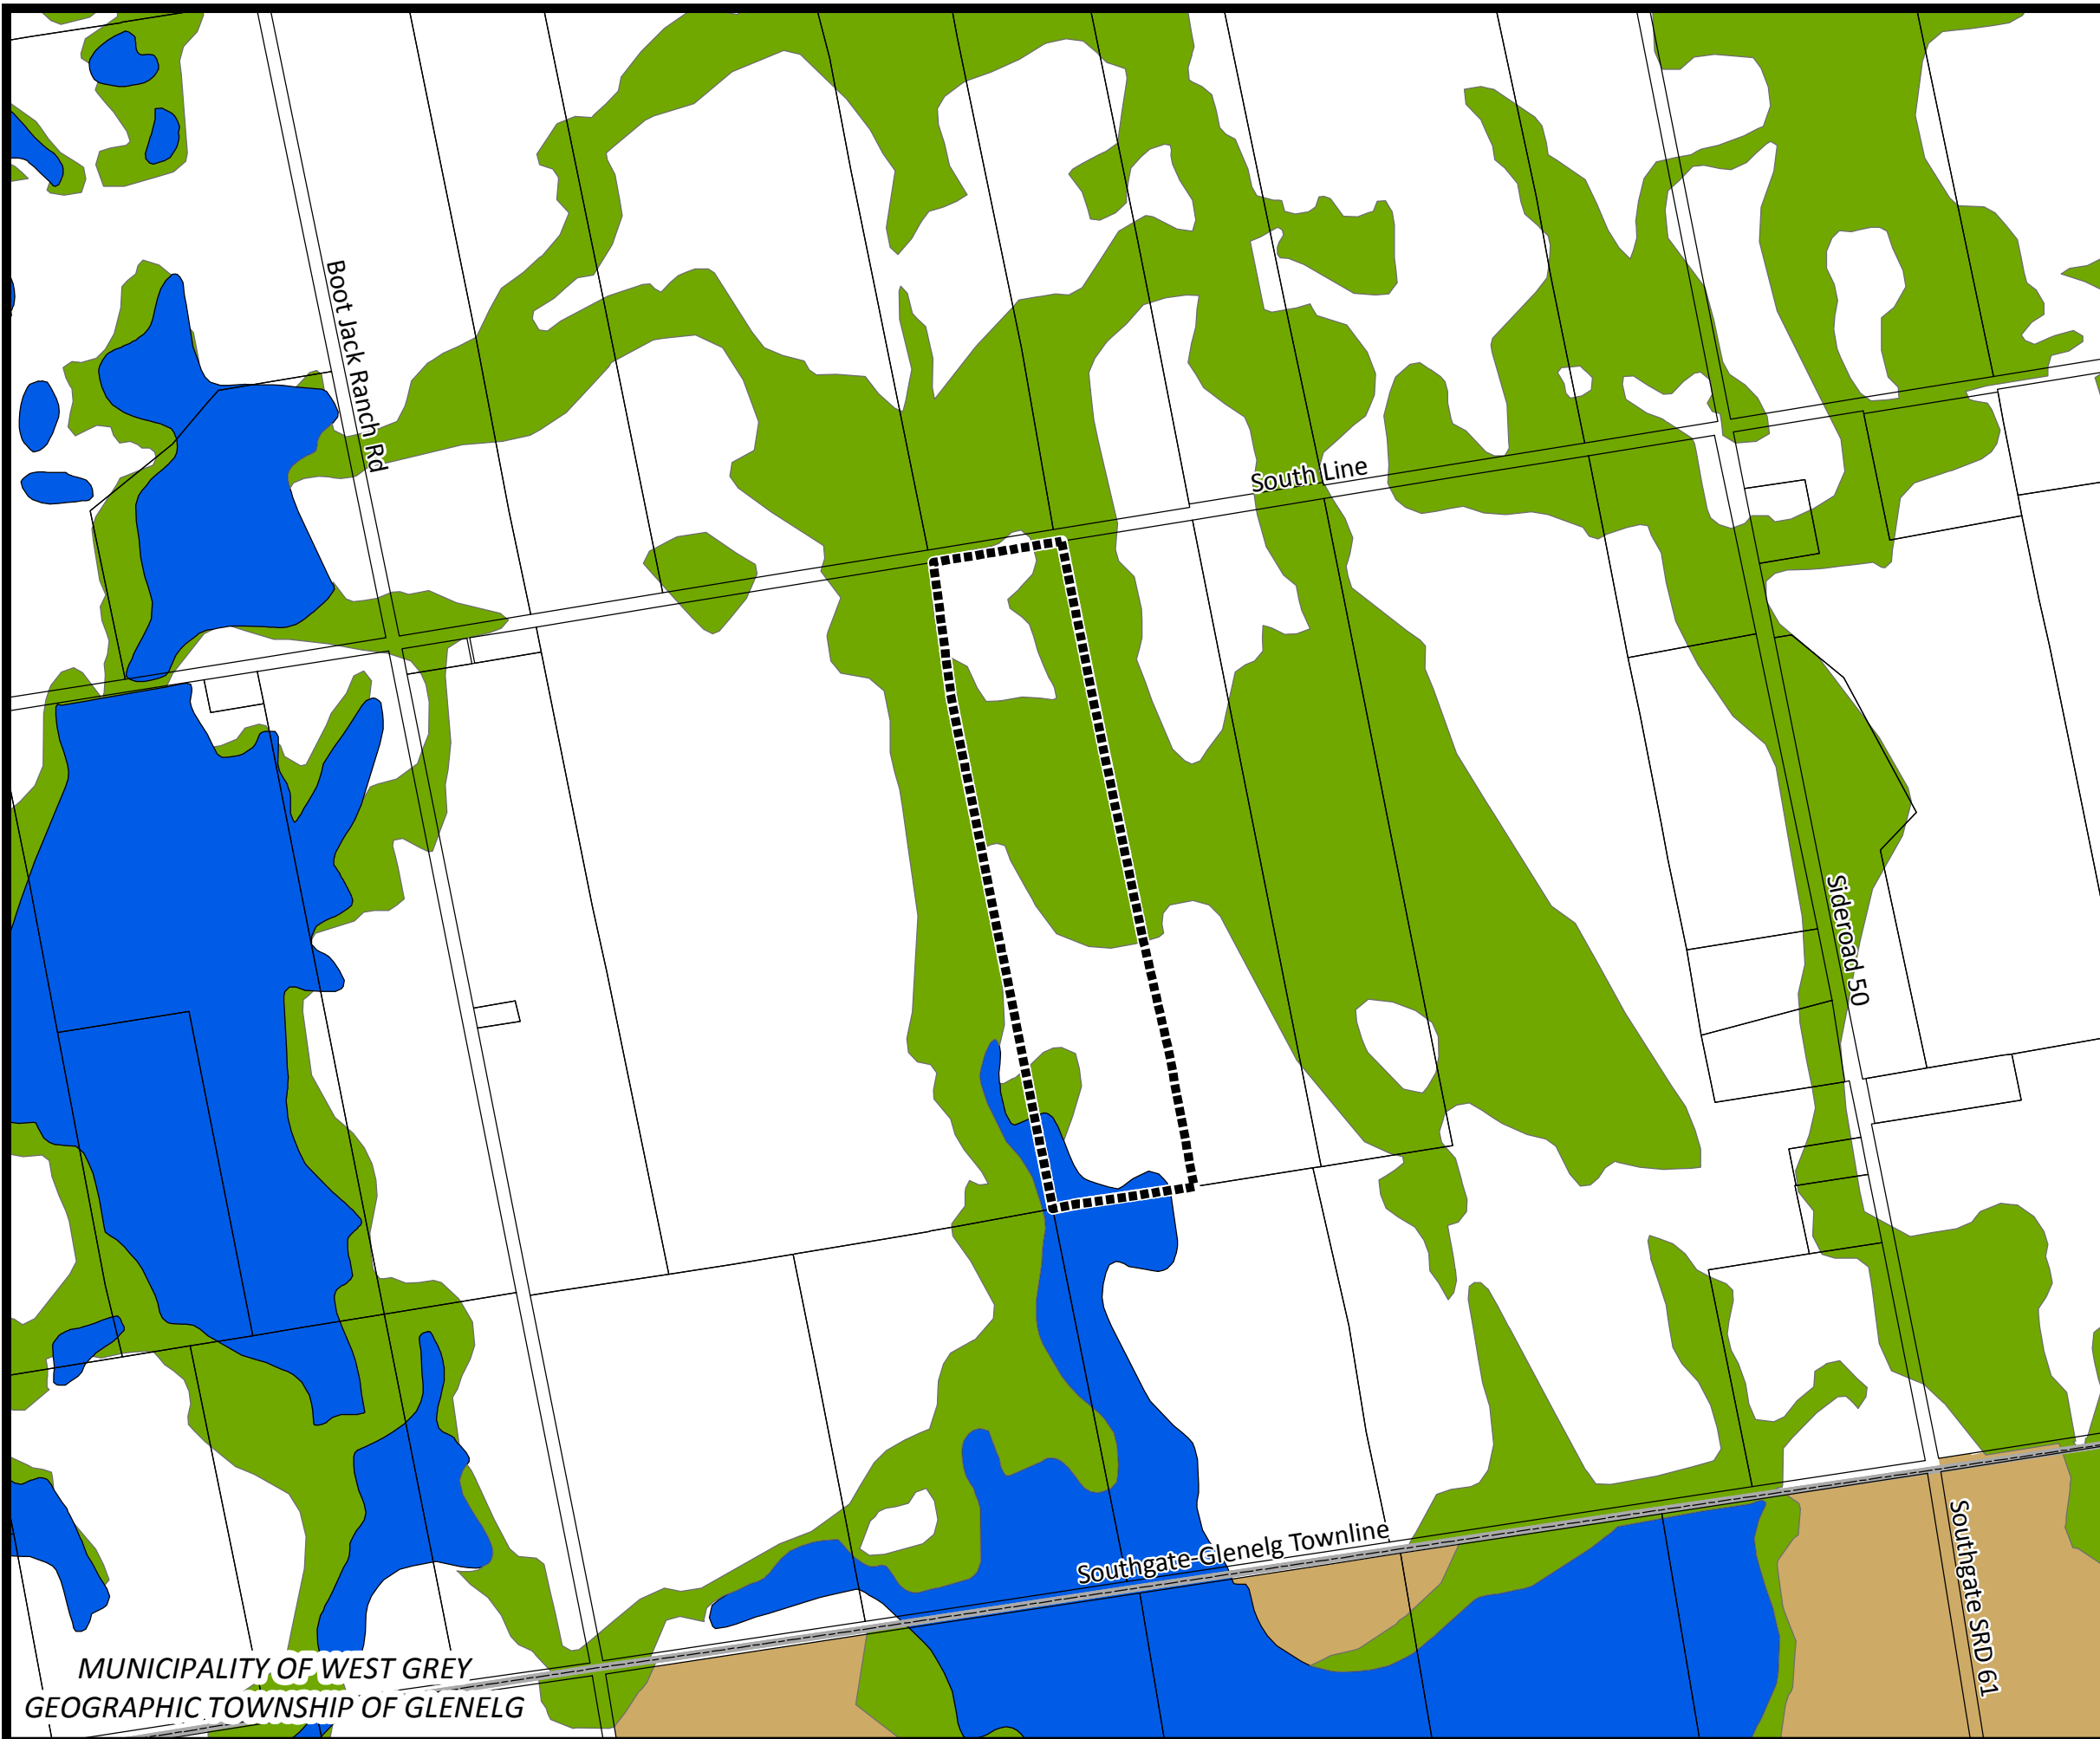 Boot Jack Ranch Rd
South Line
Sideroad 50
Southgate-Glenelg Townline
Southgate SRD 61
MUNICIPALITY OF WEST GREY
GEOGRAPHIC TOWNSHIP OF GLENELG